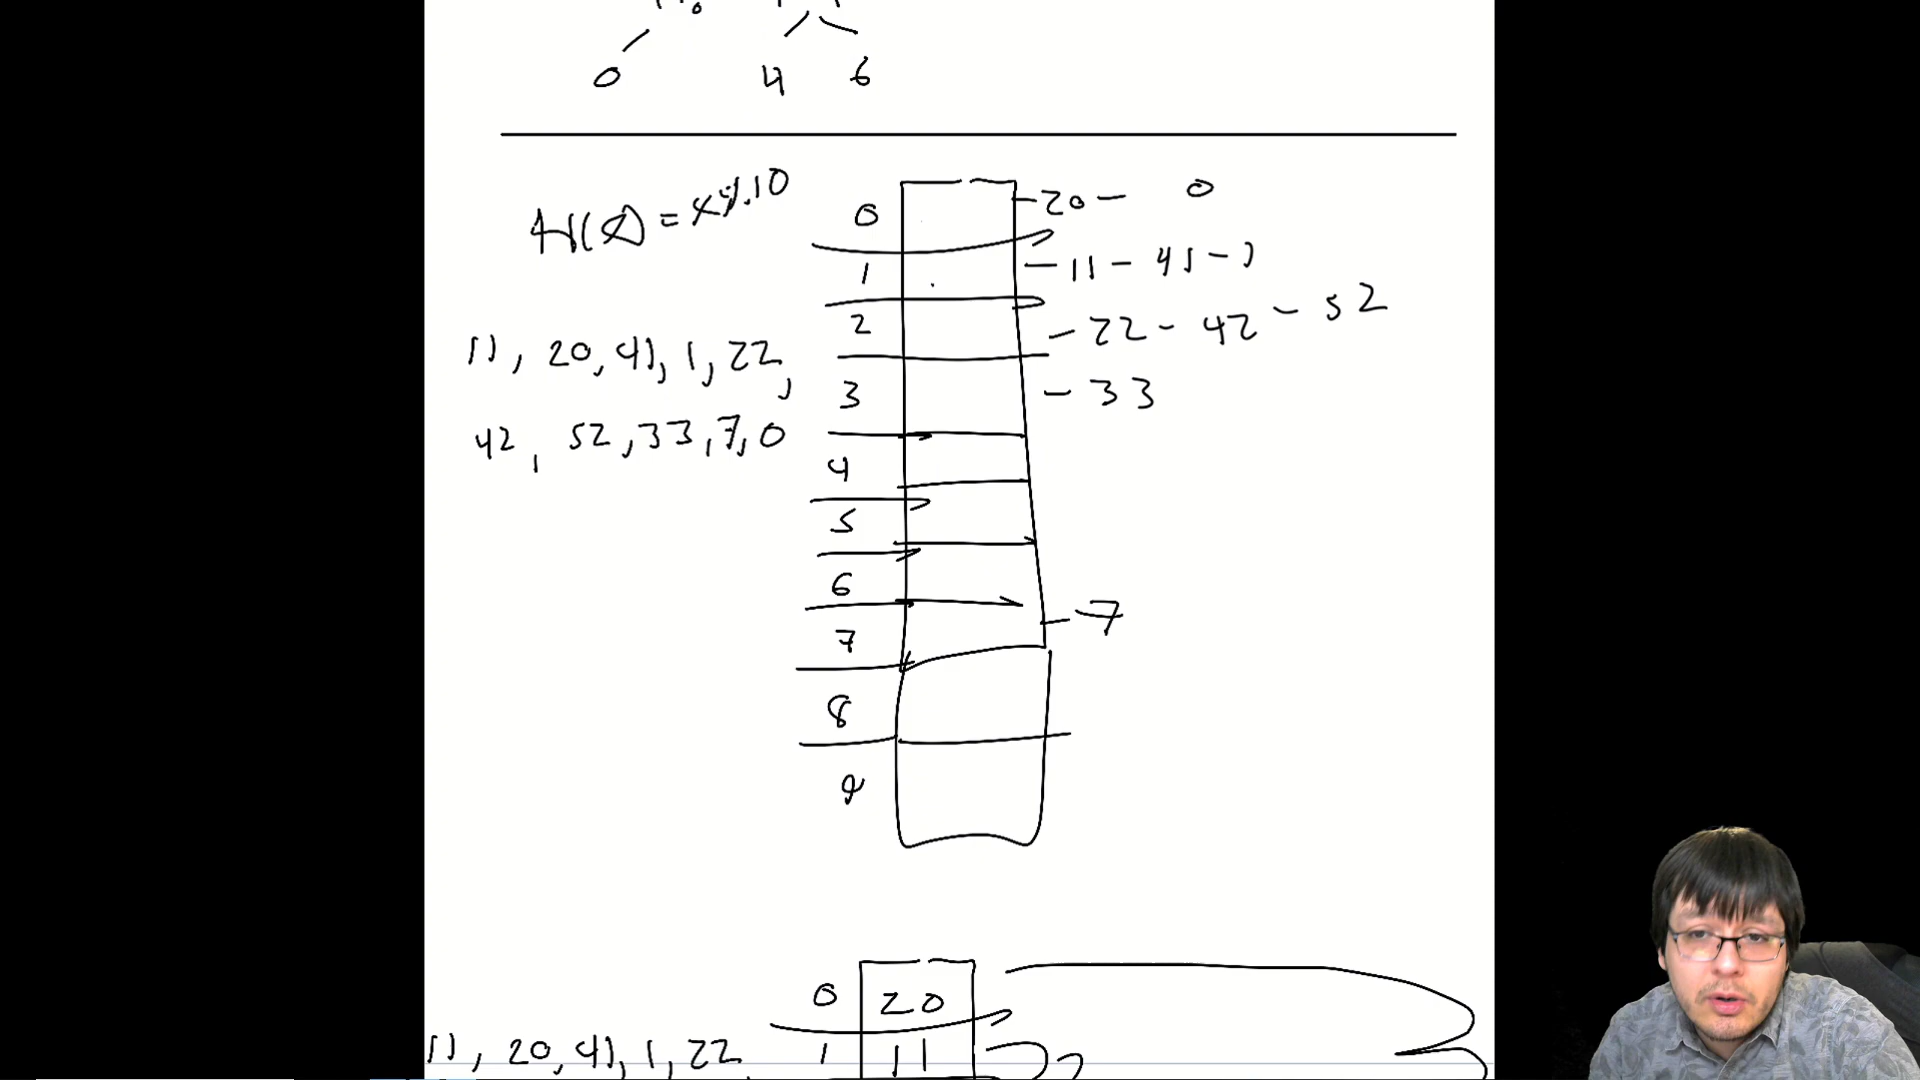 0 4 6
H(x) = x % 10
0 - 20 - 0
1 - 11 - 41 - 1
2 - 22 - 42 - 52
11, 20, 41, 1, 22,
3 - 33
42, 52, 33, 7, 0
4
5
6
7 - 7
8
9
0 20
11, 20, 41, 1, 22, 1 11